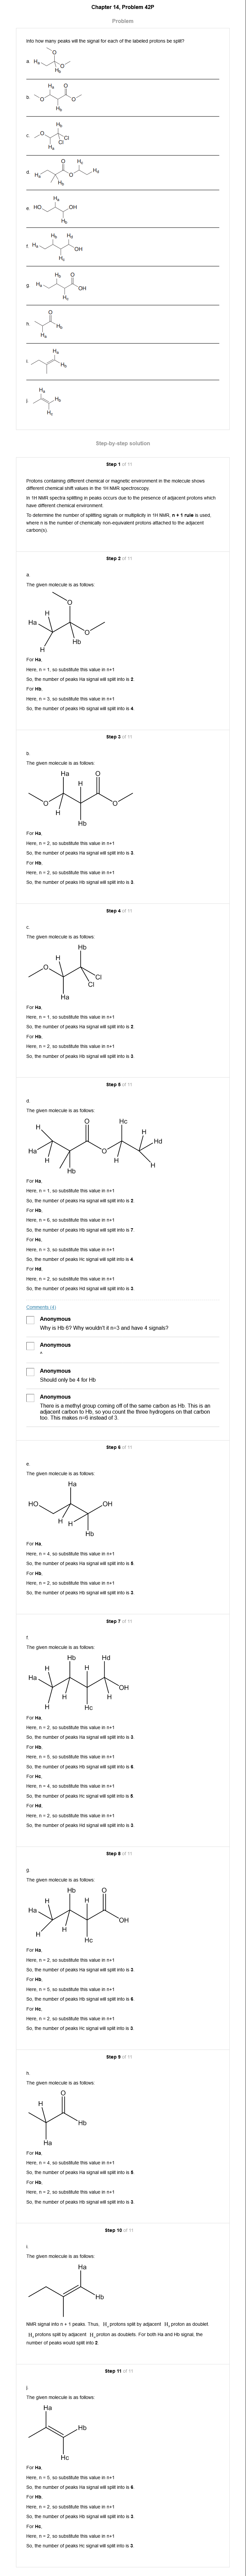 Chapter 14, Problem 42P
Problem
Into how many peaks will the signal for each of the labeled protons be split?
a. Ha O O Hb
b. O Ha O O Hb
c. O Hb Cl Cl Ha
d. Ha O O Hc Hd Hb
e. HO Ha OH Hb
f. Ha Hb Hd OH Hc
g. Ha Hb O OH Hc
h. O Hb Ha
i. Ha Hb
j. Ha Hb Hc
Step-by-step solution
Step 1 of 11
Protons containing different chemical or magnetic environment in the molecule shows
different chemical shift values in the 1H NMR spectroscopy.
In 1H NMR spectra splitting in peaks occurs due to the presence of adjacent protons which
have different chemical environment.
To determine the number of splitting signals or multiplicity in 1H NMR, n + 1 rule is used,
where n is the number of chemically non-equivalent protons attached to the adjacent
carbon(s).
Step 2 of 11
a.
The given molecule is as follows:
Ha H O O Hb H
For Ha,
Here, n = 1, so substitute this value in n+1
So, the number of peaks Ha signal will split into is 2.
For Hb,
Here, n = 3, so substitute this value in n+1
So, the number of peaks Hb signal will split into is 4.
Step 3 of 11
b.
The given molecule is as follows:
Ha O H O H O Hb
For Ha,
Here, n = 2, so substitute this value in n+1
So, the number of peaks Ha signal will split into is 3.
For Hb,
Here, n = 2, so substitute this value in n+1
So, the number of peaks Hb signal will split into is 3.
Step 4 of 11
c.
The given molecule is as follows:
Hb H O Cl Cl Ha
For Ha,
Here, n = 1, so substitute this value in n+1
So, the number of peaks Ha signal will split into is 2.
For Hb,
Here, n = 2, so substitute this value in n+1
So, the number of peaks Hb signal will split into is 3.
Step 5 of 11
d.
The given molecule is as follows:
H O Hc H Hd Ha H O H H Hb
For Ha,
Here, n = 1, so substitute this value in n+1
So, the number of peaks Ha signal will split into is 2.
For Hb,
Here, n = 6, so substitute this value in n+1
So, the number of peaks Hb signal will split into is 7
For Hc,
Here, n = 3, so substitute this value in n+1
So, the number of peaks Hc signal will split into is 4
For Hd,
Here, n = 2, so substitute this value in n+1
So, the number of peaks Hd signal will split into is 3
Comments (4)
Anonymous
Why is Hb 6? Why wouldn't it n=3 and have 4 signals?
Anonymous
Anonymous
Should only be 4 for Hb
Anonymous
There is a methyl group coming off of the same carbon as Hb. This is an
adjacent carbon to Hb, so you count the three hydrogens on that carbon
too. This makes n=6 instead of 3.
Step 6 of 11
e.
The given molecule is as follows:
Ha HO OH H H Hb
For Ha,
Here, n = 4, so substitute this value in n+1
So, the number of peaks Ha signal will split into is 5.
For Hb,
Here, n = 2, so substitute this value in n+1
So, the number of peaks Hb signal will split into is 3
Step 7 of 11
f.
The given molecule is as follows:
Hb Hd H H Ha OH H H H Hc
For Ha,
Here, n = 2, so substitute this value in n+1
So, the number of peaks Ha signal will split into is 3.
For Hb,
Here, n = 5, so substitute this value in n+1
So, the number of peaks Hb signal will split into is 6
For Hc,
Here, n = 4, so substitute this value in n+1
So, the number of peaks Hc signal will split into is 5
For Hd,
Here, n = 2, so substitute this value in n+1
So, the number of peaks Hd signal will split into is 3
Step 8 of 11
g.
The given molecule is as follows:
Hb O H H Ha OH H H Hc
For Ha,
Here, n = 2, so substitute this value in n+1
So, the number of peaks Ha signal will split into is 3
For Hb,
Here, n = 5, so substitute this value in n+1
So, the number of peaks Hb signal will split into is 6.
For Hc,
Here, n = 2, so substitute this value in n+1
So, the number of peaks Hc signal will split into is 3
Step 9 of 11
h.
The given molecule is as follows:
O H Hb Ha
For Ha,
Here, n = 4, so substitute this value in n+1
So, the number of peaks Ha signal will split into is 5
For Hb,
Here, n = 2, so substitute this value in n+1
So, the number of peaks Hb signal will split into is 3.
Step 10 of 11
i.
The given molecule is as follows:
Ha Hb
NMR signal into n + 1 peaks. Thus, H protons split by adjacent H proton as doublet.
H protons split by adjacent H proton as doublets. For both Ha and Hb signal, the
number of peaks would split into 2.
Step 11 of 11
j.
The given molecule is as follows:
Ha Hb Hc
For Ha,
Here, n = 5, so substitute this value in n+1
So, the number of peaks Ha signal will split into is 6
For Hb,
Here, n = 2, so substitute this value in n+1
So, the number of peaks Hb signal will split into is 3.
For Hc,
Here, n = 2, so substitute this value in n+1
So, the number of peaks Hc signal will split into is 3